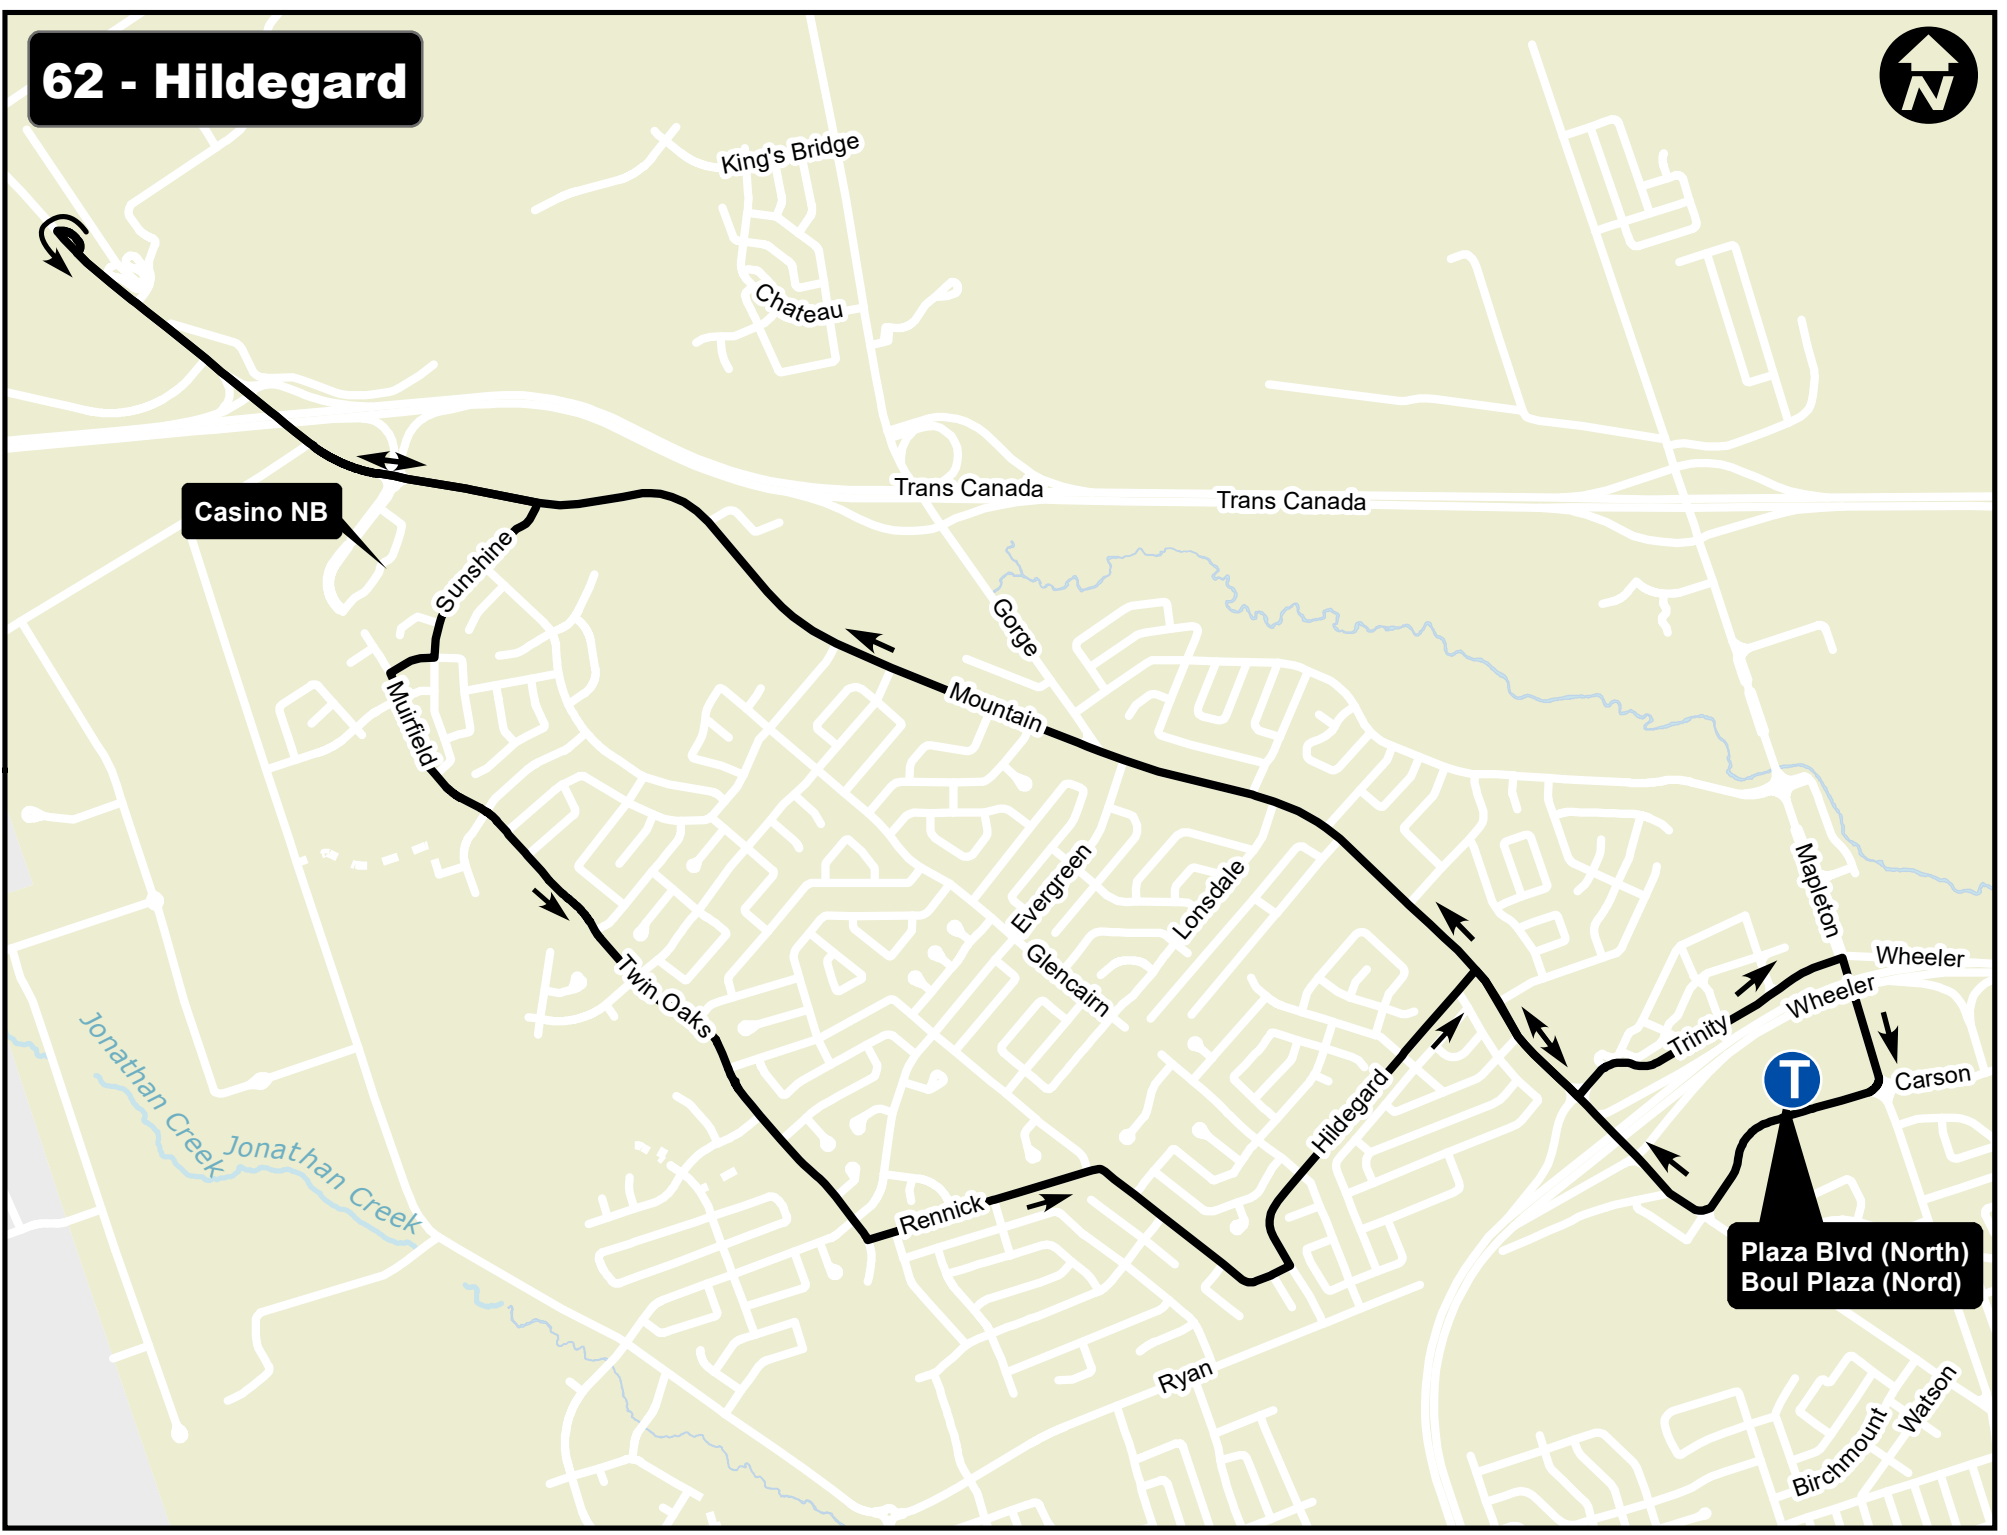 62 - Hildegard
N
King's Bridge
Chateau
Trans Canada
Trans Canada
Casino NB
Sunshine
Gorge
Muirfield
Mountain
Mapleton
Evergreen
Lonsdale
Glencairn
Wheeler
Wheeler
Twin Oaks
Trinity
Jonathan Creek
Jonathan Creek
T
Carson
Hildegard
Rennick
Plaza Blvd (North)
Boul Plaza (Nord)
Ryan
Watson
Birchmount